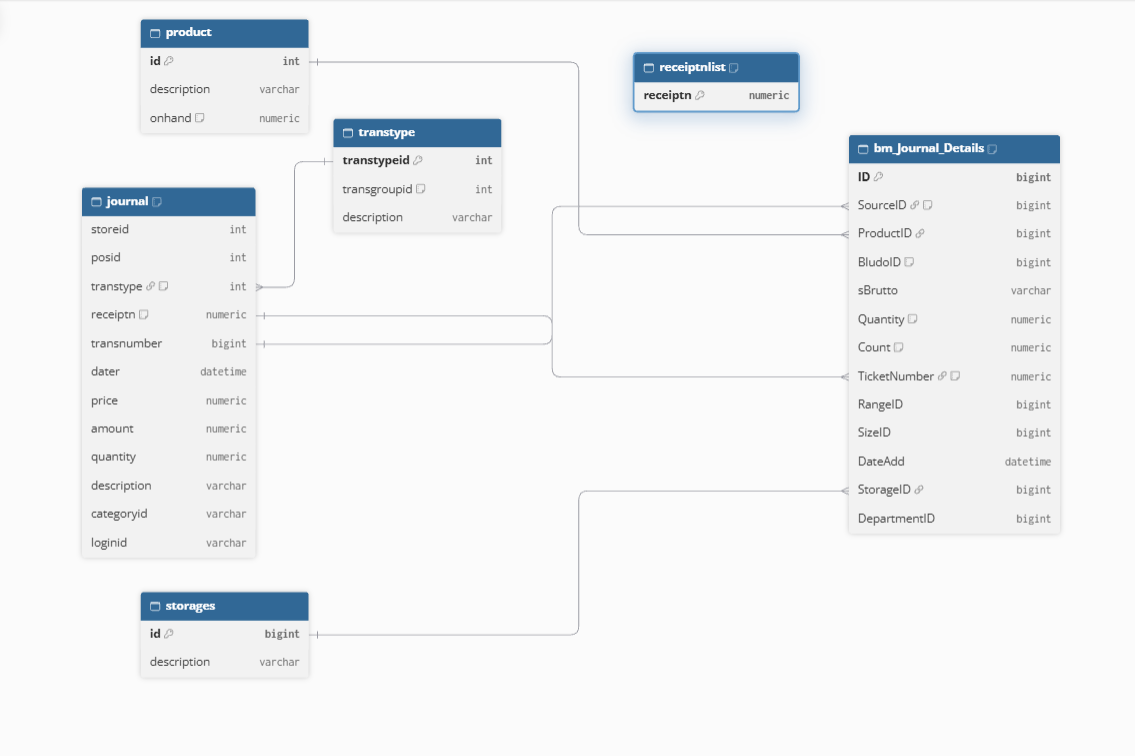 product
id int
description varchar
onhand numeric
receiptnlist
receiptn numeric
transtype
transtypeid int
transgroupid int
description varchar
bm_Journal_Details
ID bigint
SourceID bigint
ProductID bigint
BludoID bigint
sBrutto varchar
Quantity numeric
Count numeric
TicketNumber numeric
RangeID bigint
SizeID bigint
DateAdd datetime
StorageID bigint
DepartmentID bigint
journal
storeid int
posid int
transtype int
receiptn numeric
transnumber bigint
dater datetime
price numeric
amount numeric
quantity numeric
description varchar
categoryid varchar
loginid varchar
storages
id bigint
description varchar